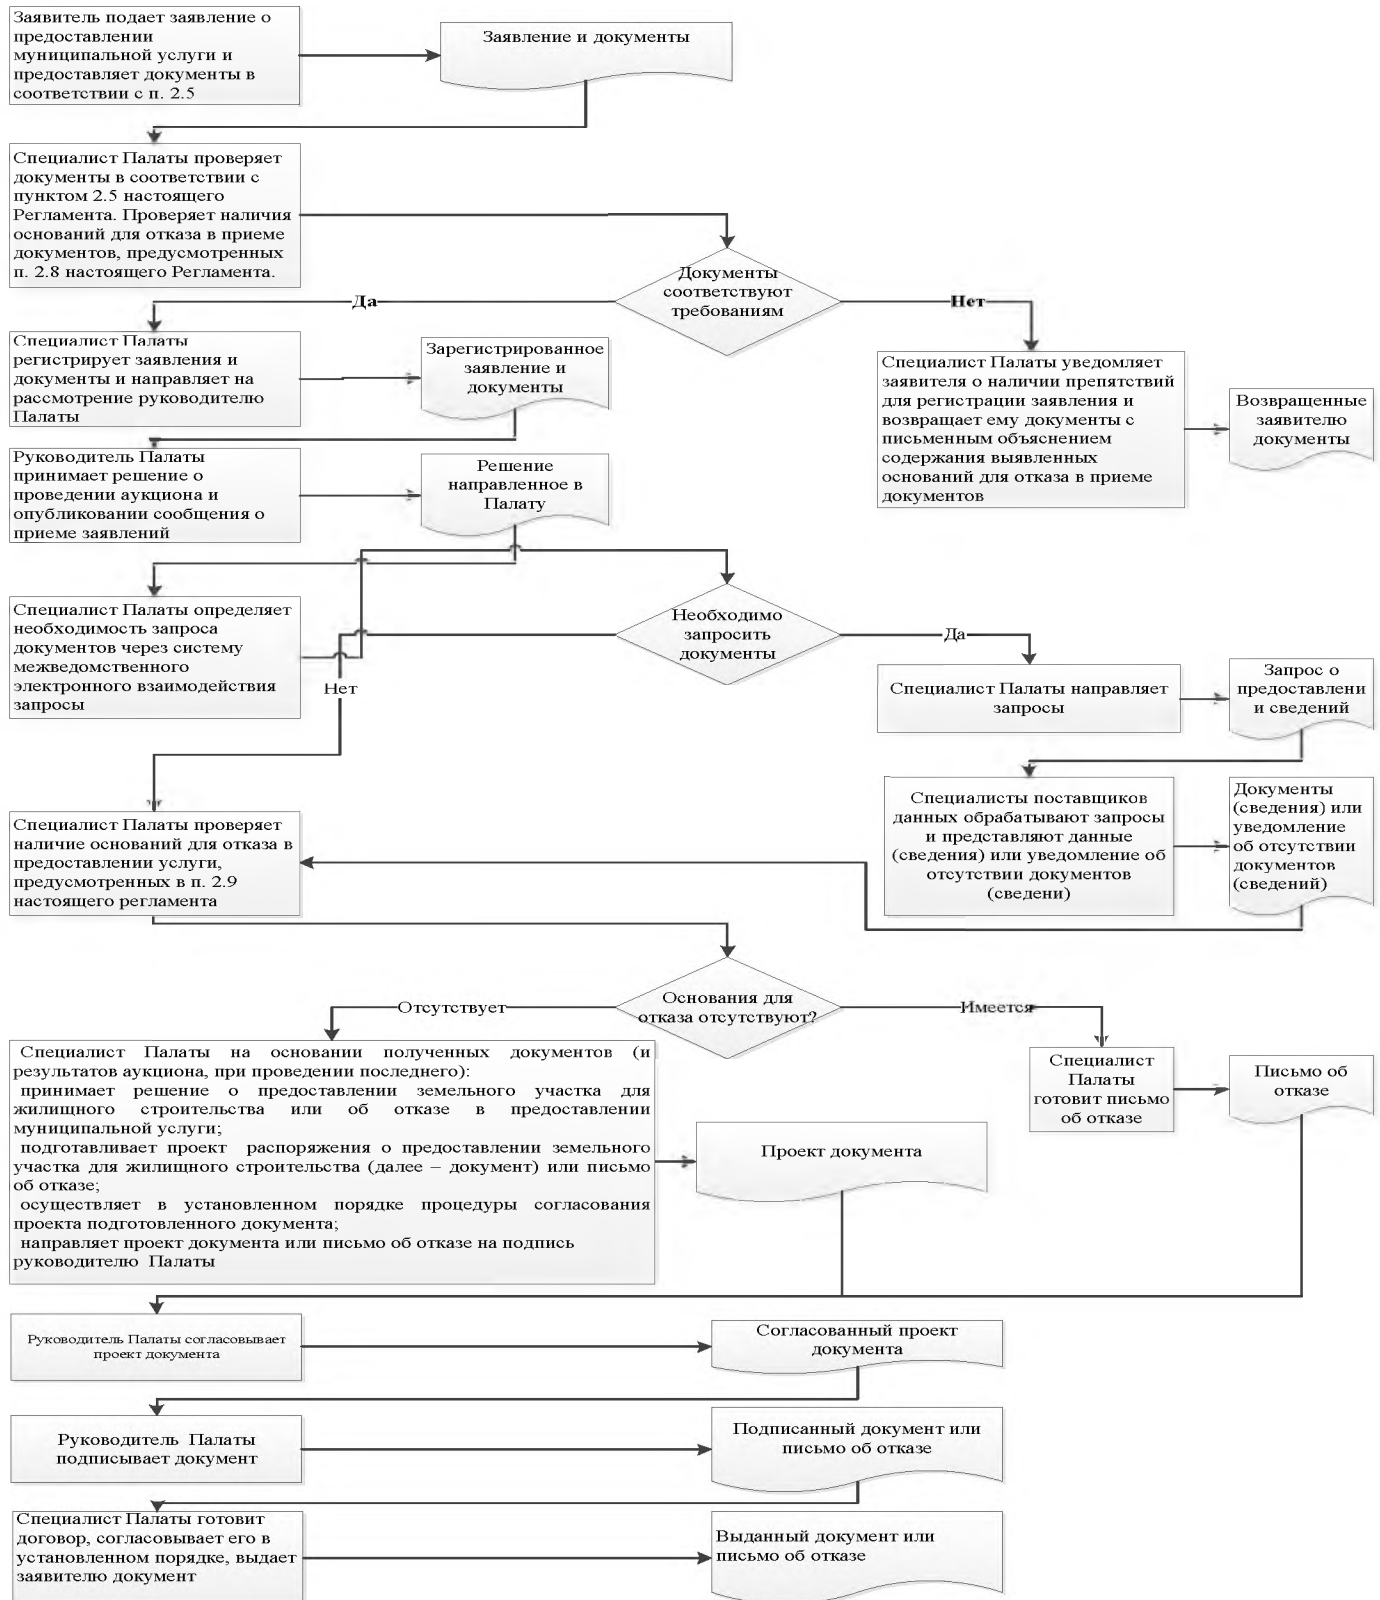 Заявитель подает заявление о
предоставлении
муниципальной услуги и
предоставляет документы в
соответствии с п. 2.5
Заявление и документы
Специалист Палаты проверяет
документы в соответствии с
пунктом 2.5 настоящего
Регламента. Проверяет наличия
оснований для отказа в приеме
документов, предусмотренных
п. 2.8 настоящего Регламента.
Документы
соответствуют
требованиям
Да
Нет
Специалист Палаты
регистрирует заявления и
документы и направляет на
рассмотрение руководителю
Палаты
Зарегистрированное
заявление и
документы
Специалист Палаты уведомляет
заявителя о наличии препятствий
для регистрации заявления и
возвращает ему документы с
письменным объяснением
содержания выявленных
оснований для отказа в приеме
документов
Возвращенные
заявителю
документы
Руководитель Палаты
принимает решение о
проведении аукциона и
опубликовании сообщения о
приеме заявлений
Решение
направленное в
Палату
Специалист Палаты определяет
необходимость запроса
документов через систему
межведомственного
электронного взаимодействия
запросы
Необходимо
запросить
документы
Да
Нет
Специалист Палаты направляет
запросы
Запрос о
предоставлени
и сведений
Специалисты поставщиков
данных обрабатывают запросы
и представляют данные
(сведения) или уведомление об
отсутствии документов
(сведени)
Документы
(сведения) или
уведомление
об отсутствии
документов
(сведений)
Специалист Палаты проверяет
наличие оснований для отказа в
предоставлении услуги,
предусмотренных в п. 2.9
настоящего регламента
Основания для
отказа отсутствуют?
Отсутствует
Имеется
Специалист Палаты на основании полученных документов (и
результатов аукциона, при проведении последнего):
принимает решение о предоставлении земельного участка для
жилищного строительства или об отказе в предоставлении
муниципальной услуги;
подготавливает проект распоряжения о предоставлении земельного
участка для жилищного строительства (далее – документ) или письмо
об отказе;
осуществляет в установленном порядке процедуры согласования
проекта подготовленного документа;
направляет проект документа или письмо об отказе на подпись
руководителю Палаты
Проект документа
Специалист
Палаты
готовит письмо
об отказе
Письмо об
отказе
Руководитель Палаты согласовывает
проект документа
Согласованный проект
документа
Руководитель Палаты
подписывает документ
Подписанный документ или
письмо об отказе
Специалист Палаты готовит
договор, согласовывает его в
установленном порядке, выдает
заявителю документ
Выданный документ или
письмо об отказе